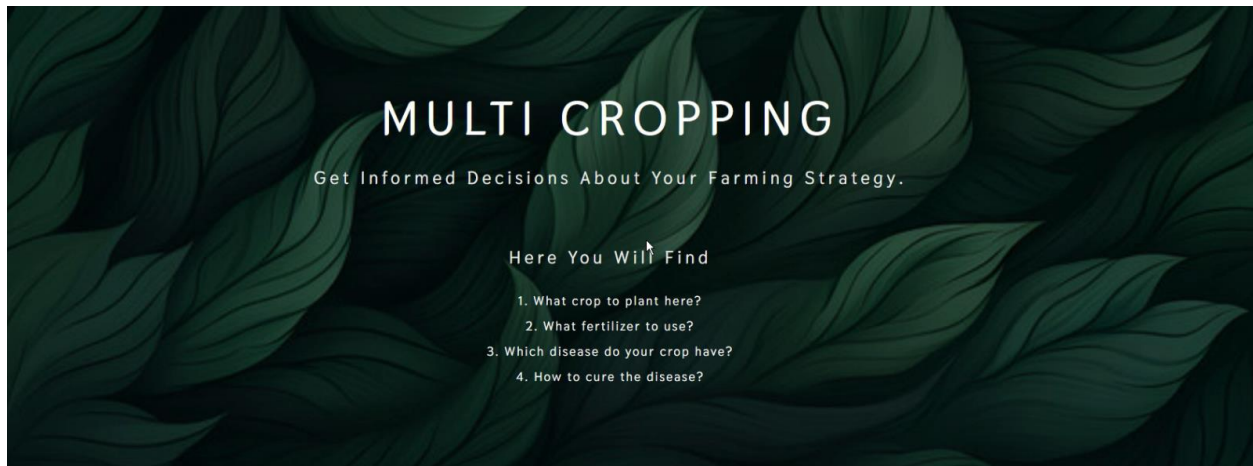 MULTI CROPPING
Get Informed Decisions About Your Farming Strategy.
Here You Will Find
1. What crop to plant here?
2. What fertilizer to use?
3. Which disease do your crop have?
4. How to cure the disease?